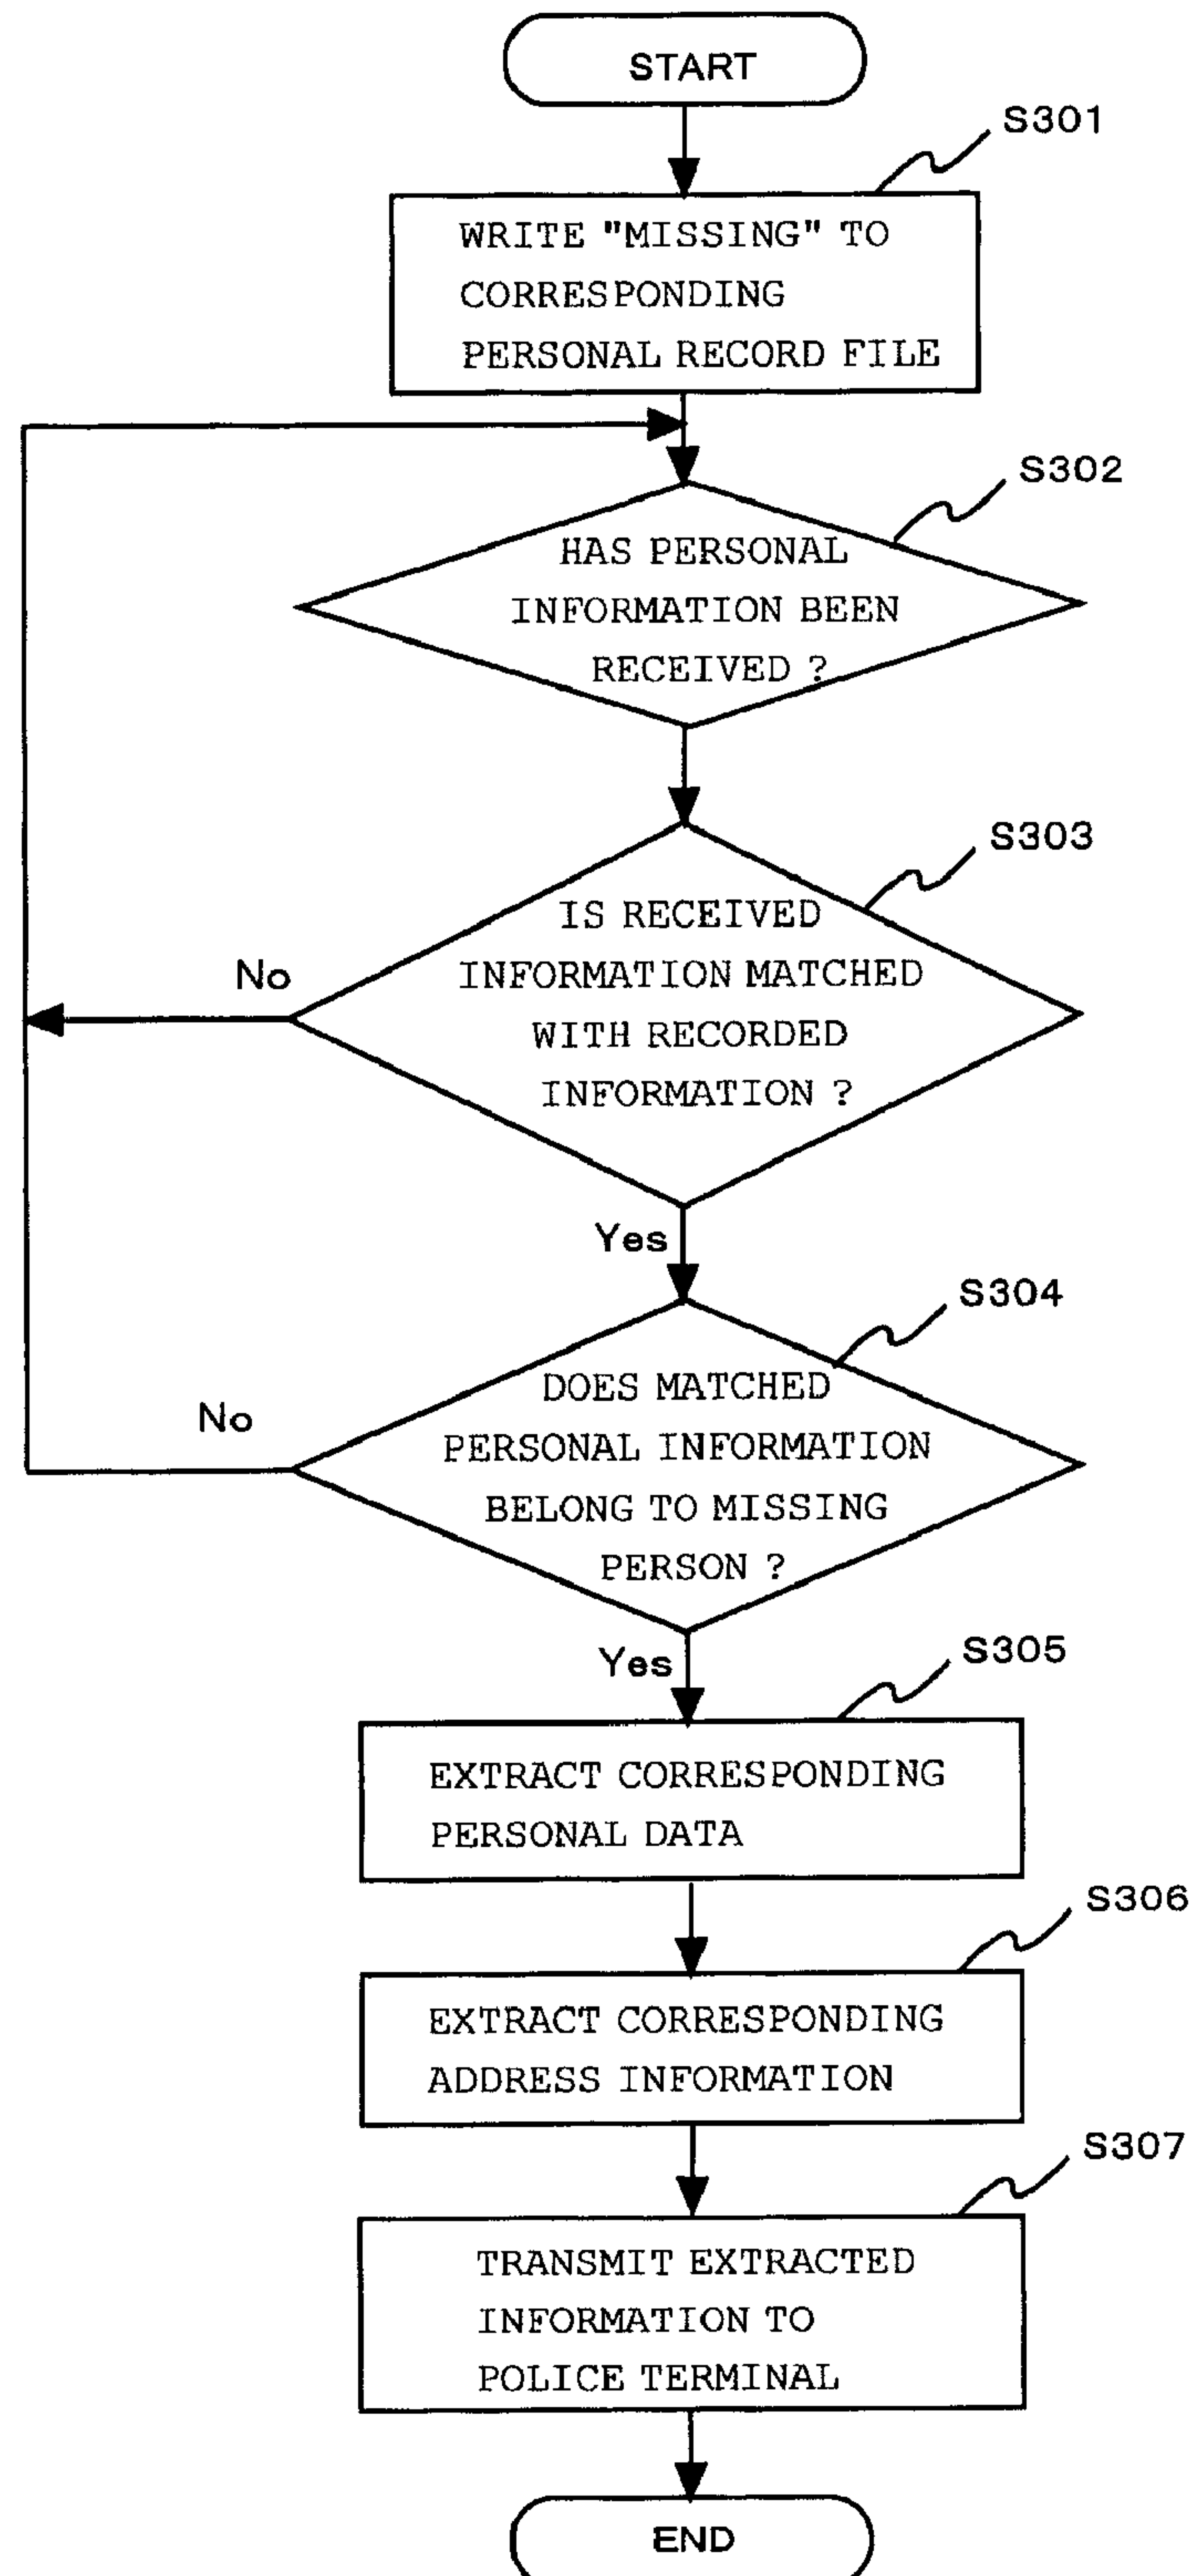 START
S301
WRITE "MISSING" TO
CORRESPONDING
PERSONAL RECORD FILE
S302
HAS PERSONAL
INFORMATION BEEN
RECEIVED ?
S303
IS RECEIVED
INFORMATION MATCHED
WITH RECORDED
INFORMATION ?
No
Yes
S304
DOES MATCHED
PERSONAL INFORMATION
BELONG TO MISSING
PERSON ?
No
Yes
S305
EXTRACT CORRESPONDING
PERSONAL DATA
S306
EXTRACT CORRESPONDING
ADDRESS INFORMATION
S307
TRANSMIT EXTRACTED
INFORMATION TO
POLICE TERMINAL
END